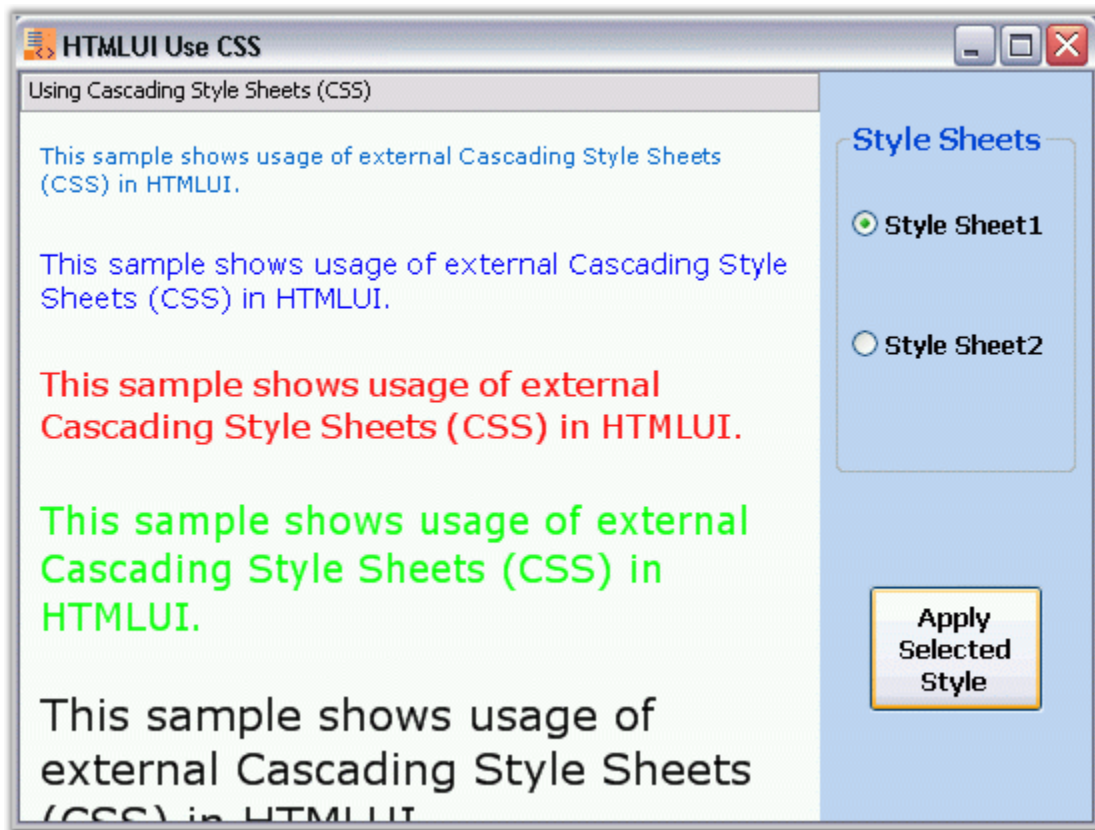 HTMLUI Use CSS
Using Cascading Style Sheets (CSS)
This sample shows usage of external Cascading Style Sheets
(CSS) in HTMLUI.
This sample shows usage of external Cascading Style
Sheets (CSS) in HTMLUI.
This sample shows usage of external
Cascading Style Sheets (CSS) in HTMLUI.
This sample shows usage of external
Cascading Style Sheets (CSS) in
HTMLUI.
This sample shows usage of
external Cascading Style Sheets
(CSS) in HTMLUI
Style Sheets
Style Sheet1
Style Sheet2
Apply
Selected
Style